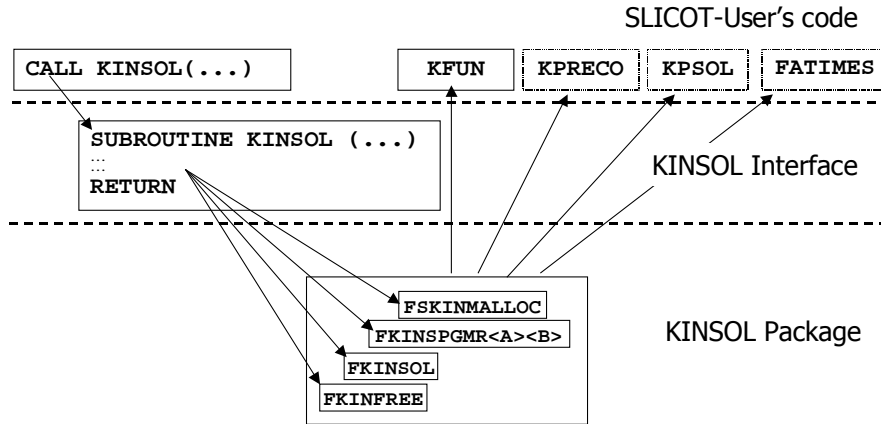 SLICOT-User's code
CALL KINSOL(...)
KFUN
KPRECO
KPSOL
FATIMES
SUBROUTINE KINSOL (...)
...
...
RETURN
KINSOL Interface
FSKINMALLOC
FKINSPGMR<A><B>
FKINSOL
FKINFREE
KINSOL Package